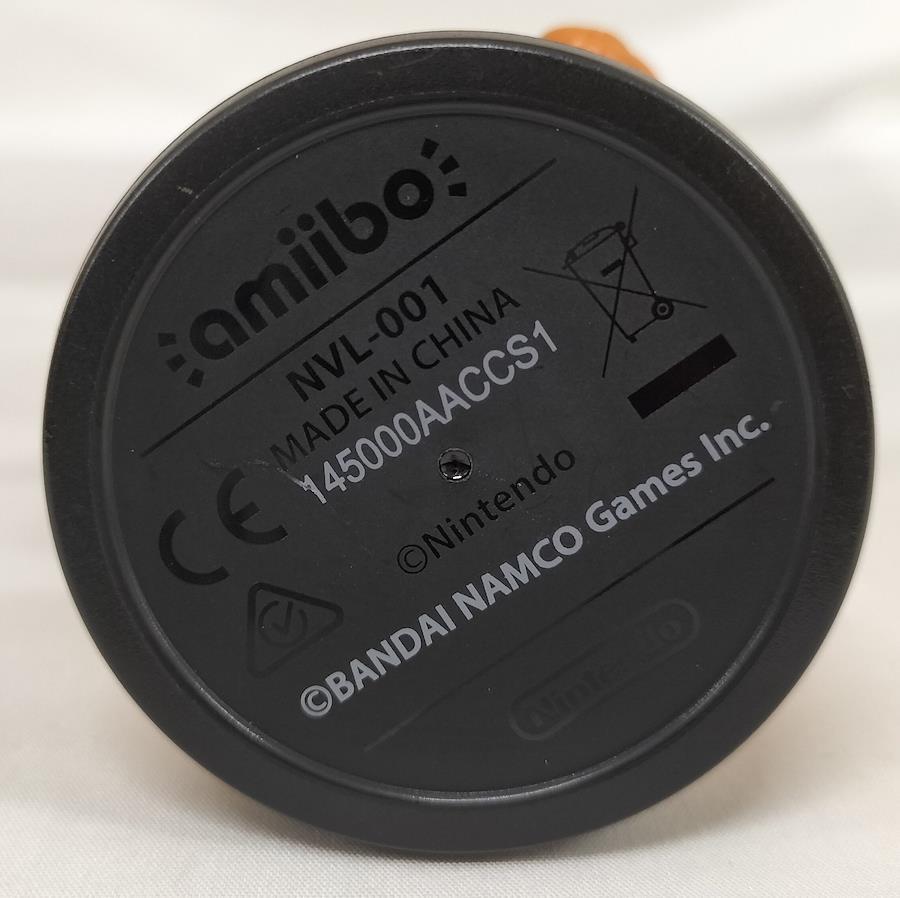 amiibo
NVL-001
MADE IN CHINA
145000AACCS1
CE
©Nintendo
©BANDAI NAMCO Games Inc.
Nintendo